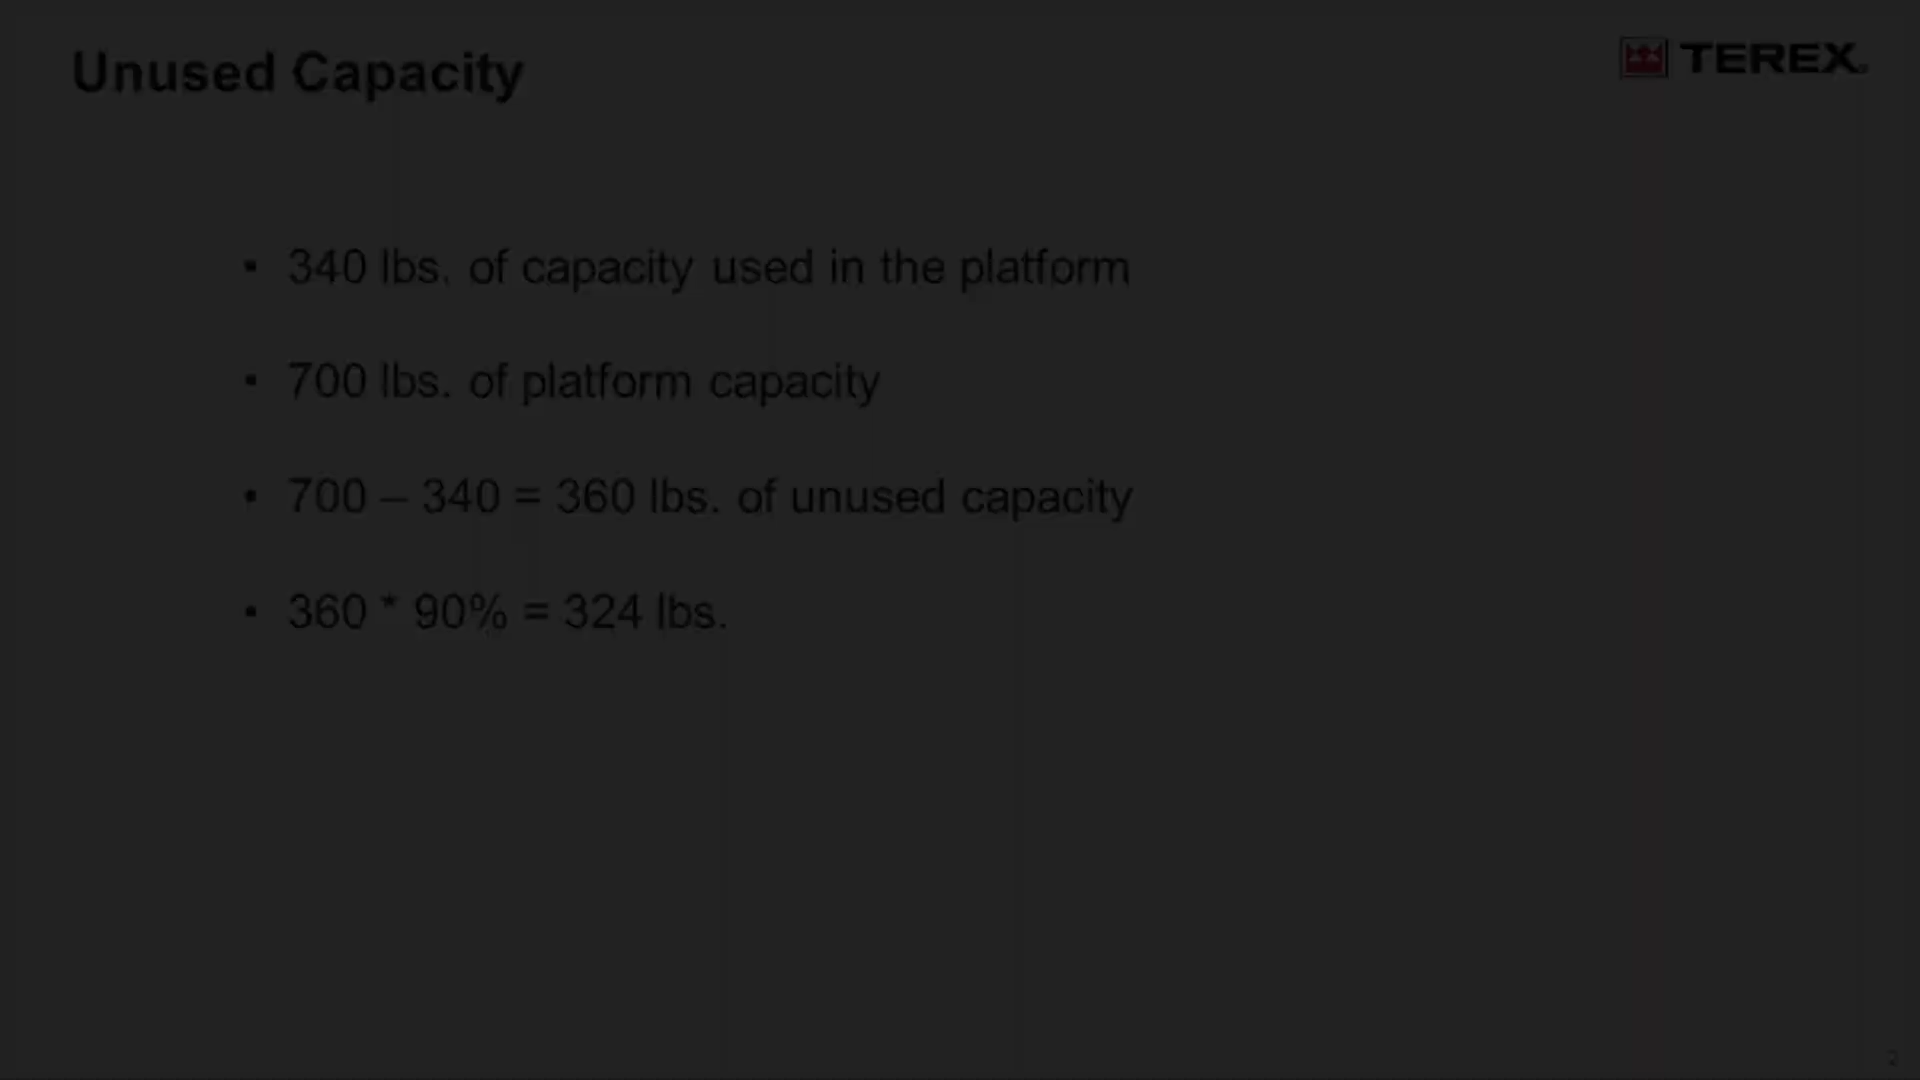 Unused Capacity
TEREX
• 340 lbs. of capacity used in the platform
• 700 lbs. of platform capacity
• 700 – 340 = 360 lbs. of unused capacity
• 360 * 90% = 324 lbs.
2